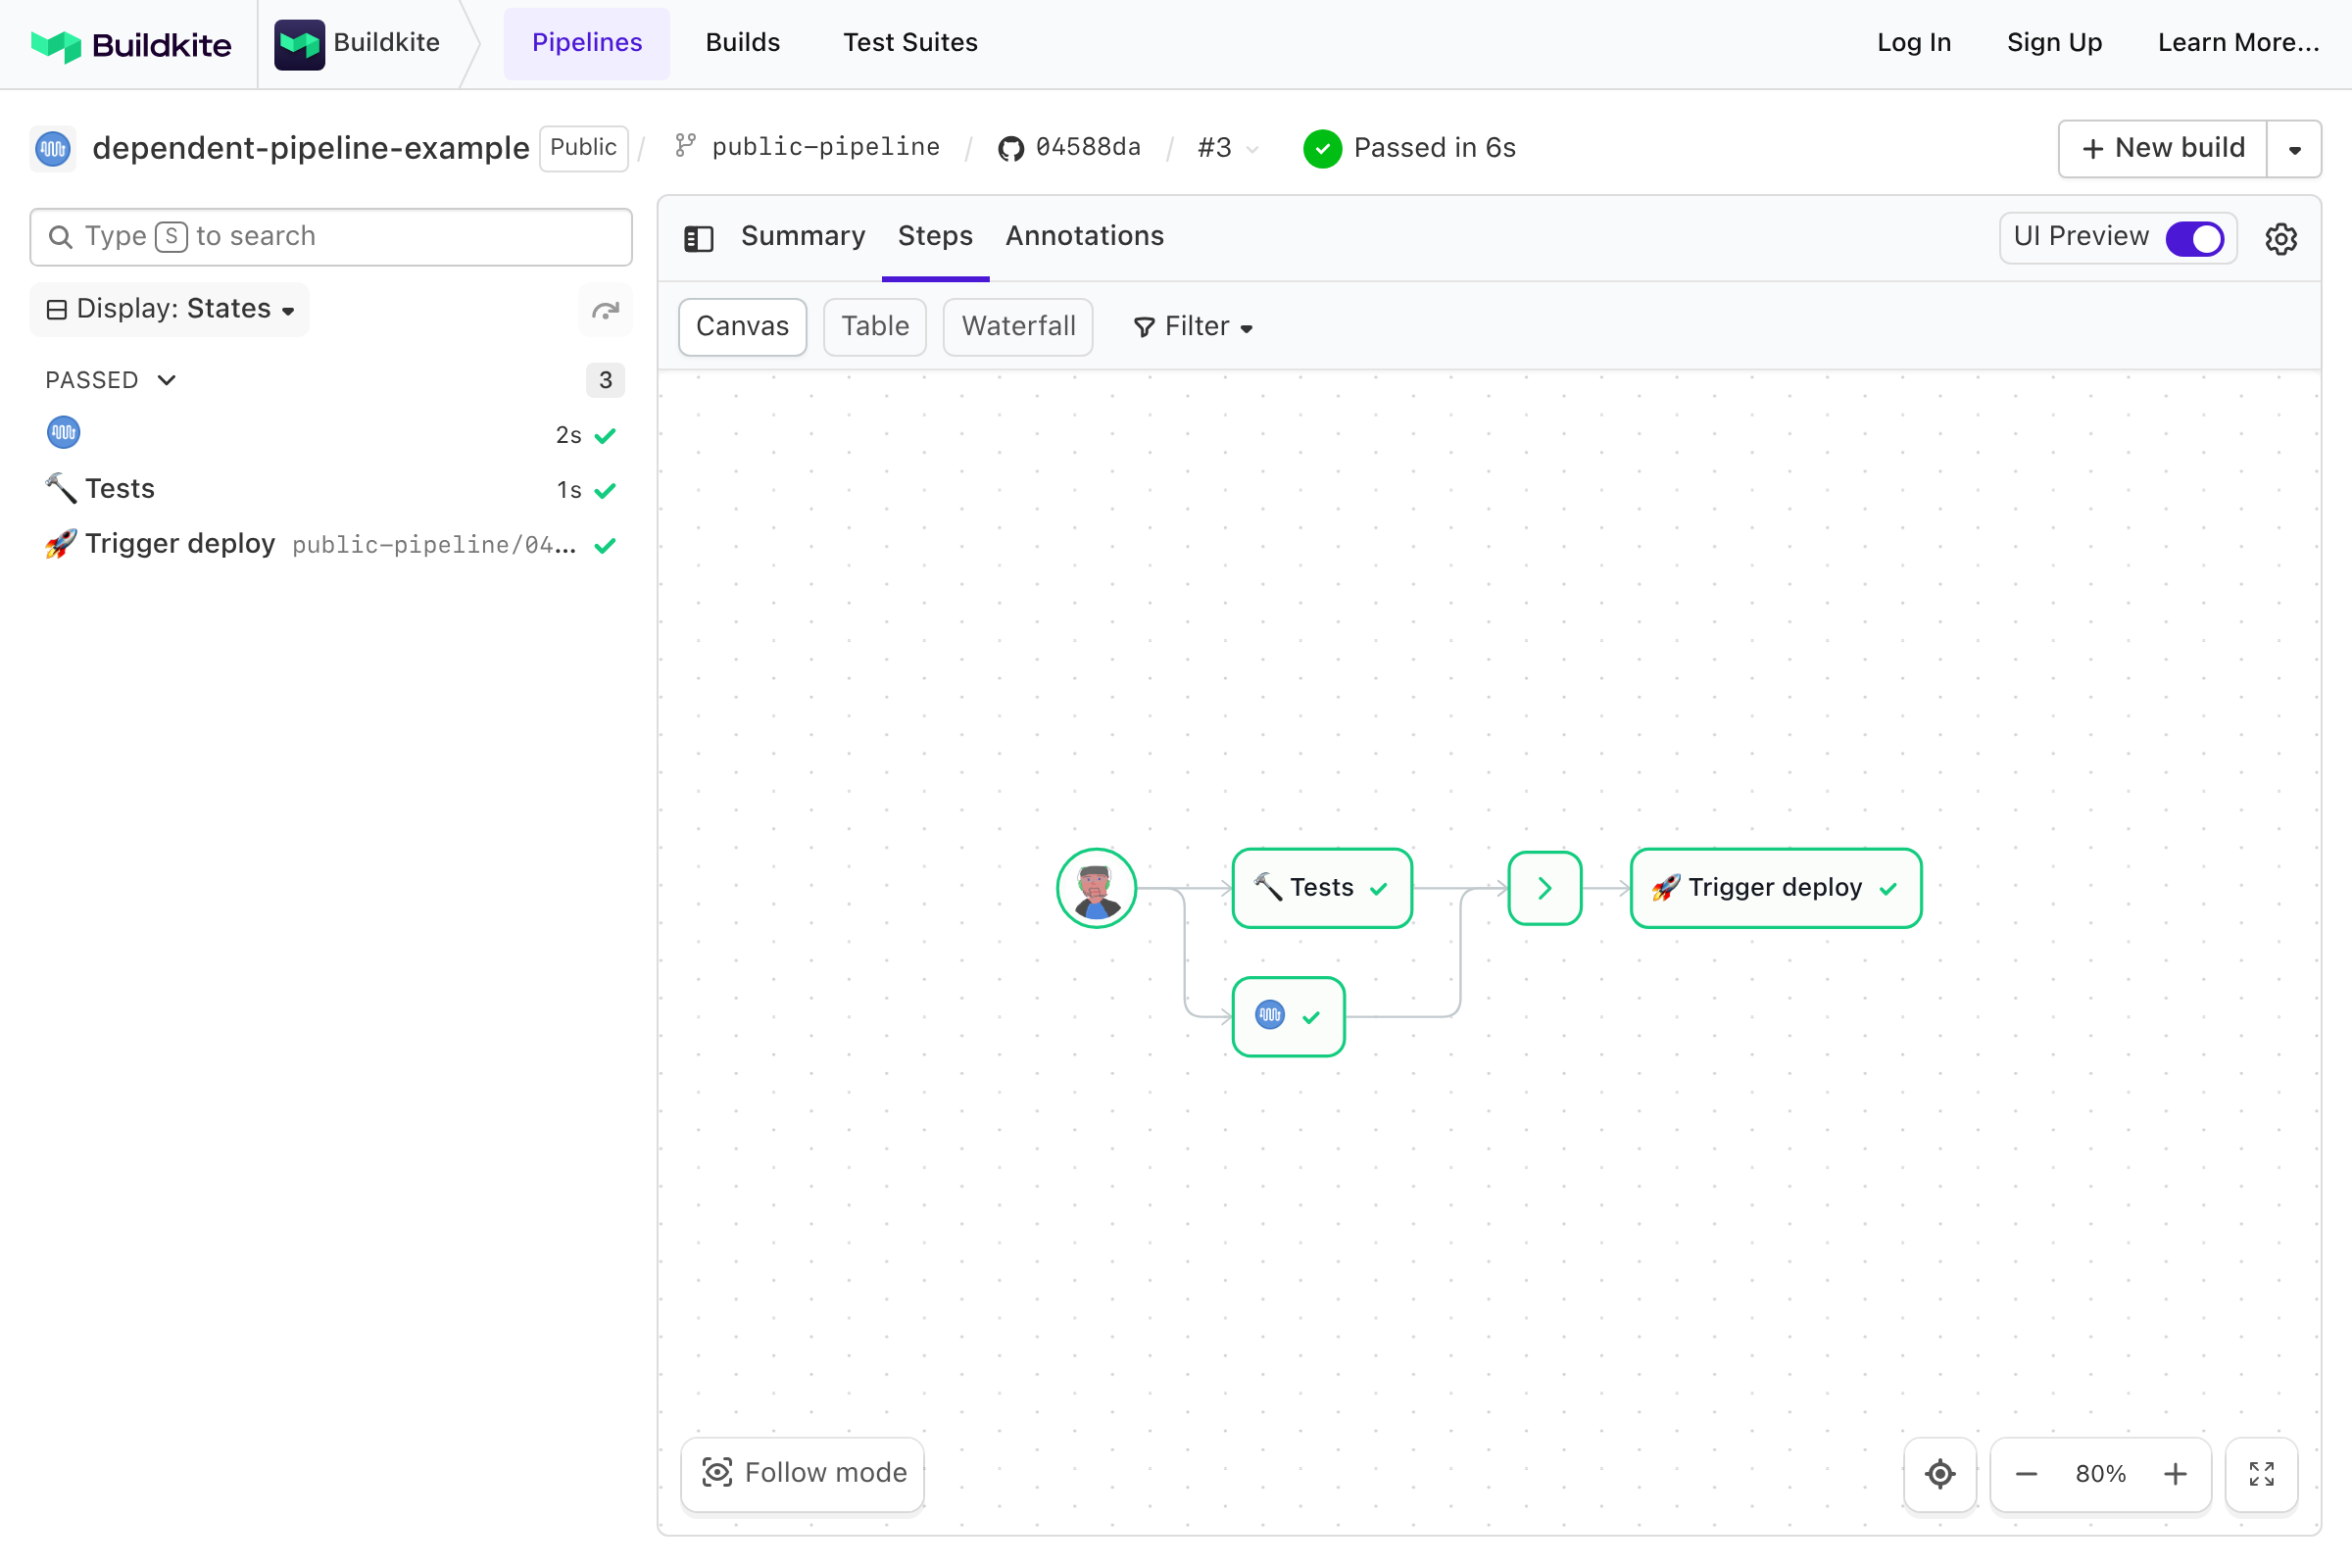 Buildkite Buildkite Pipelines Builds Test Suites Log In Sign Up Learn More...
dependent-pipeline-example Public / public-pipeline / 04588da / #3 Passed in 6s + New build
Type S to search
Display: States
PASSED 3
2s
Tests 1s
Trigger deploy public-pipeline/04...
Summary Steps Annotations UI Preview
Canvas Table Waterfall Filter
Tests Trigger deploy
Follow mode 80%